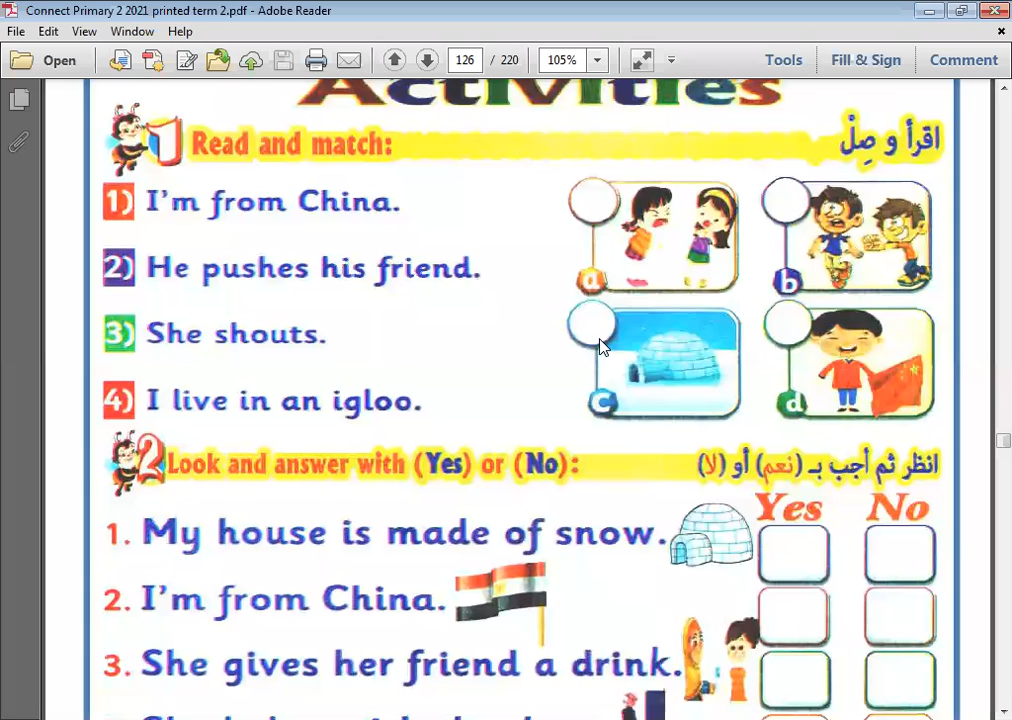 Connect Primary 2 2021 printed term 2.pdf - Adobe Reader
File Edit View Window Help
Open 126 / 220 105% Tools Fill & Sign Comment
Activities
1 Read and match: اقرأ و صِلْ
1) I'm from China.
2) He pushes his friend.
3) She shouts.
4) I live in an igloo.
a b
c d
2 Look and answer with (Yes) or (No): انظر ثم أجب بـ (نعم) أو (لا)
Yes No
1. My house is made of snow.
2. I'm from China.
3. She gives her friend a drink.